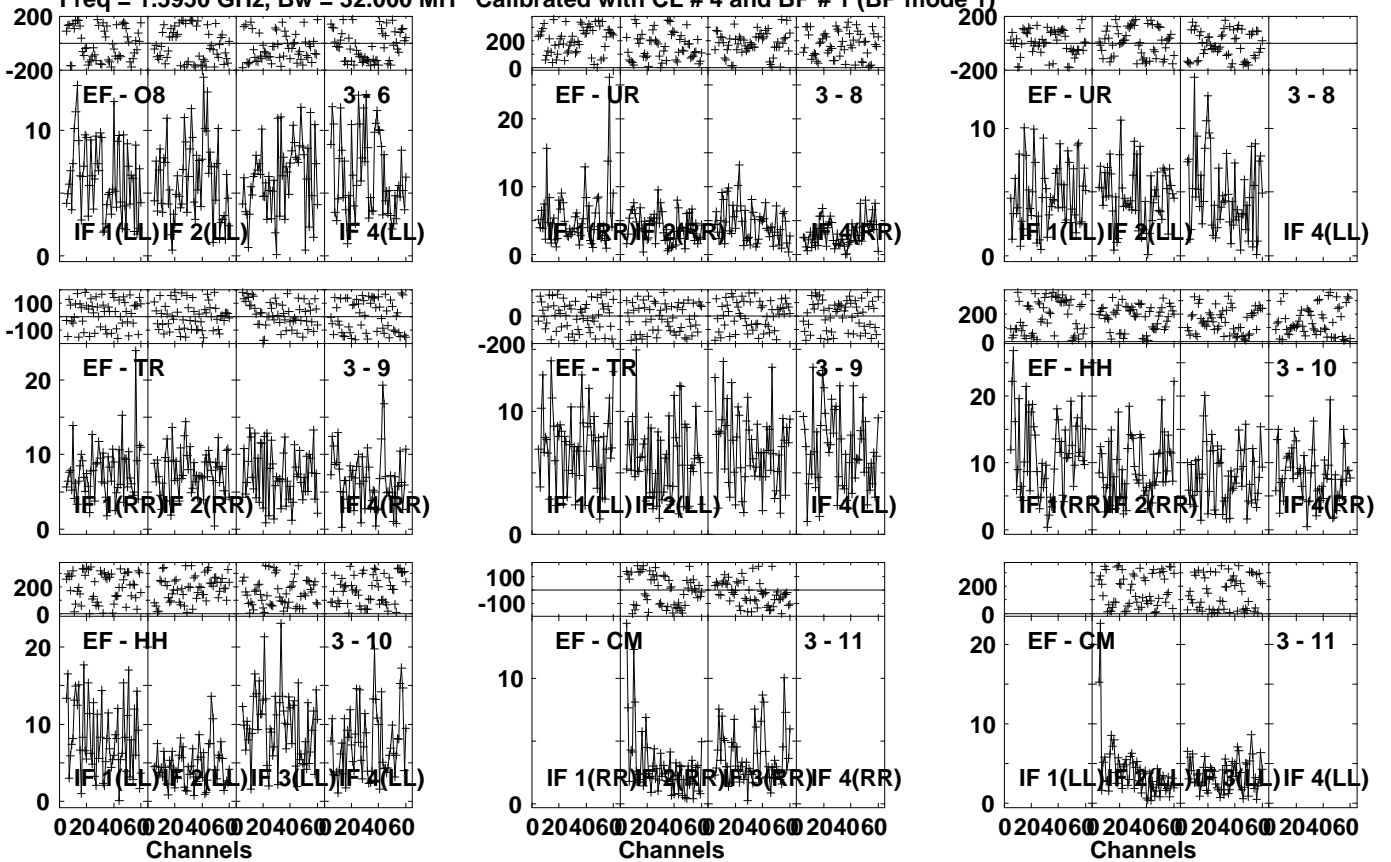 Freq = 1.5950 GHz, Bw = 32.000 MH Calibrated with CL # 4 and BP # 1 (BP mode 1)
200 0 -200
EF - O8 3 - 6
10
0
IF 1(LL) IF 2(LL) IF 4(LL)
200 0
EF - UR 3 - 8
20
10
0
IF 1(RR) IF 2(RR) IF 4(RR)
200 0 -200
EF - UR 3 - 8
10
0
IF 1(LL) IF 2(LL) IF 4(LL)
100 -100
EF - TR 3 - 9
20
10
0
IF 1(RR) IF 2(RR) IF 4(RR)
0 -200
EF - TR 3 - 9
10
0
IF 1(LL) IF 2(LL) IF 4(LL)
200 0
EF - HH 3 - 10
20
10
0
IF 1(RR) IF 2(RR) IF 4(RR)
200 0
EF - HH 3 - 10
20
10
0
IF 1(LL) IF 2(LL) IF 3(LL) IF 4(LL)
0 20 40 60 0 20 40 60 0 20 40 60 0 20 40 60
Channels
100 -100
EF - CM 3 - 11
10
0
IF 1(RR) IF 2(RR) IF 3(RR) IF 4(RR)
0 20 40 60 0 20 40 60 0 20 40 60 0 20 40 60
Channels
200 0
EF - CM 3 - 11
20
10
0
IF 1(LL) IF 2(LL) IF 3(LL) IF 4(LL)
0 20 40 60 0 20 40 60 0 20 40 60 0 20 40 60
Channels